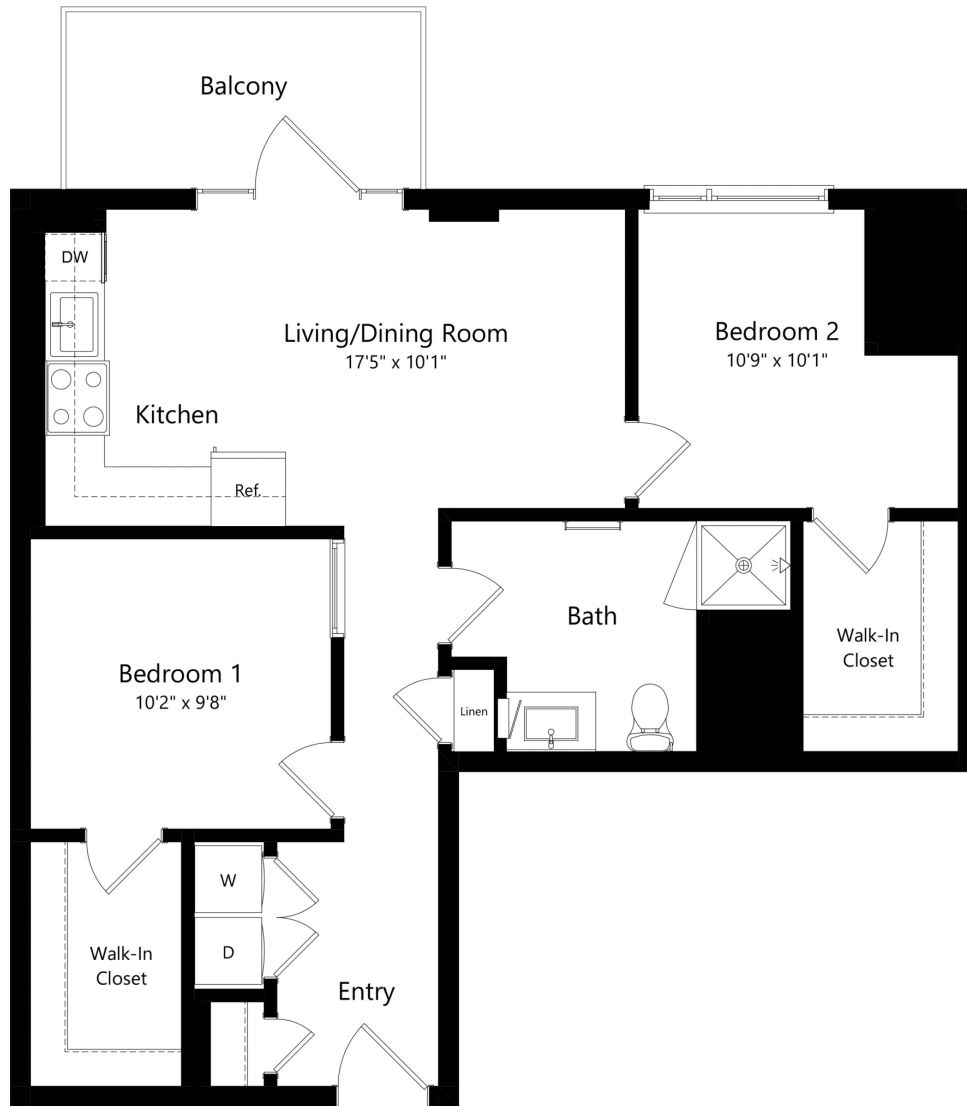 Balcony
DW
Living/Dining Room
17'5" x 10'1"
Bedroom 2
10'9" x 10'1"
Kitchen
Ref.
Bath
Walk-In
Closet
Bedroom 1
10'2" x 9'8"
Linen
W
D
Walk-In
Closet
Entry